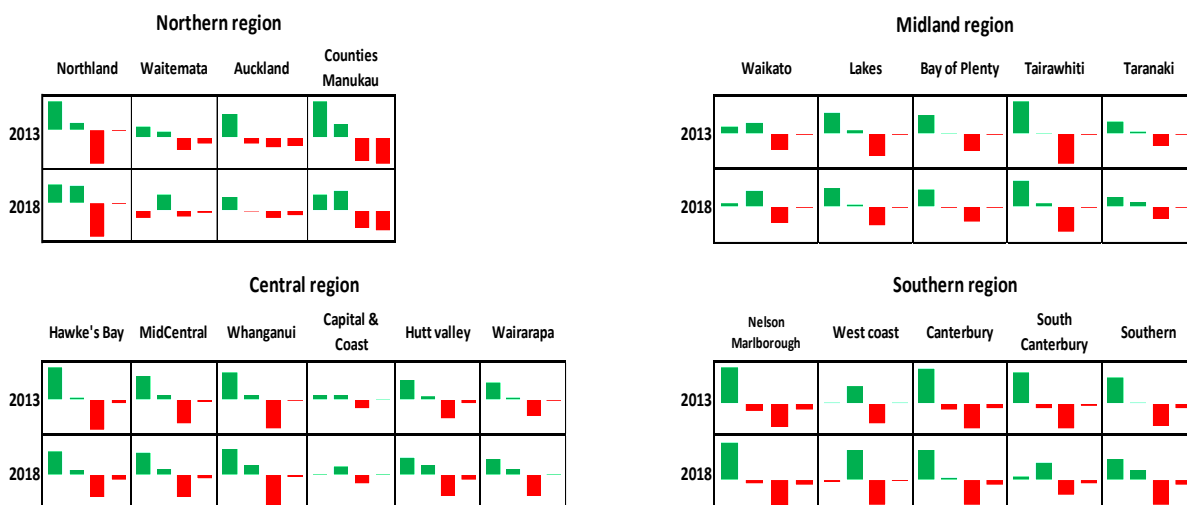 Northern region
Northland Waitemata Auckland Counties
Manukau
2013
2018
Midland region
Waikato Lakes Bay of Plenty Tairawhiti Taranaki
2013
2018
Central region
Hawke's Bay MidCentral Whanganui Capital &
Coast Hutt valley Wairarapa
2013
2018
Southern region
Nelson
Marlborough West coast Canterbury South
Canterbury Southern
2013
2018